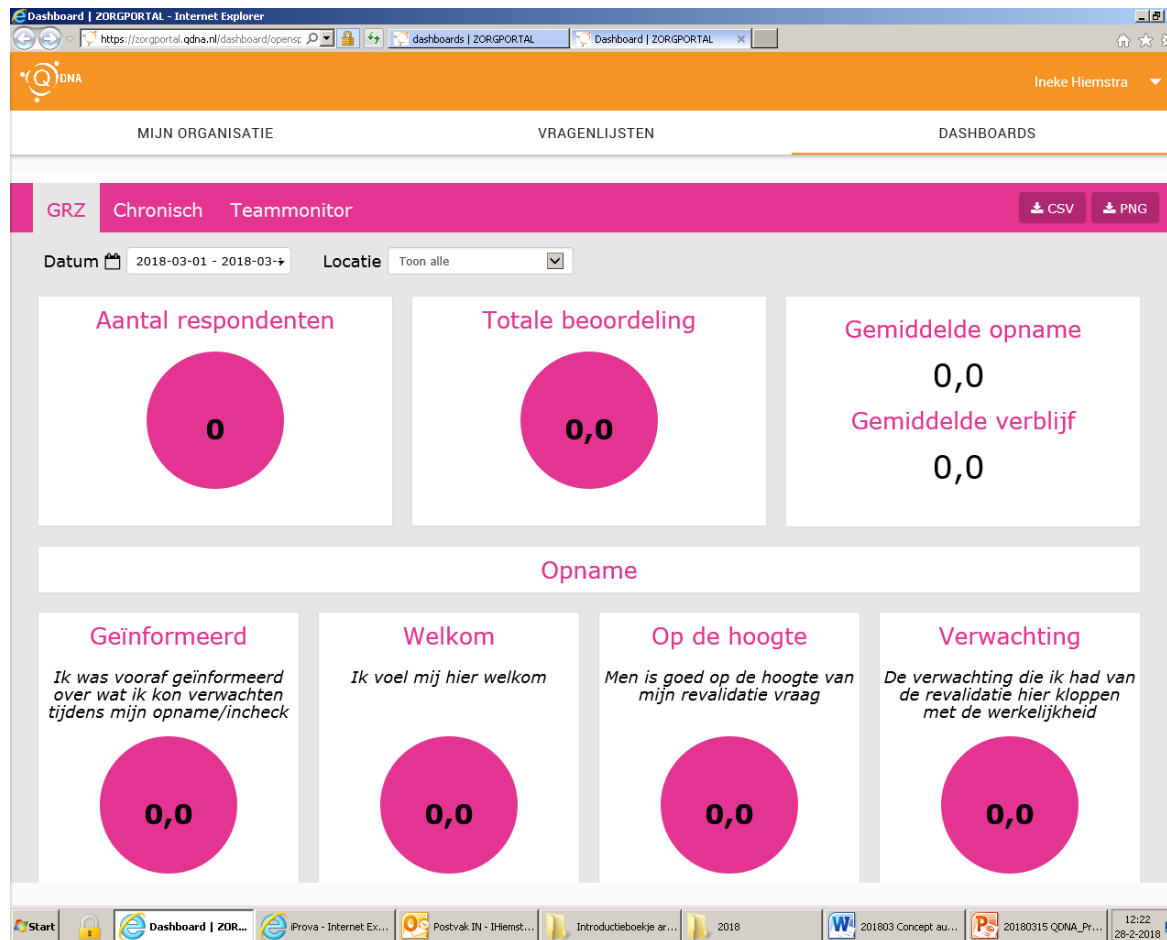 Dashboard | ZORGPORTAL - Internet Explorer
https://zorgportal.qdna.nl/dashboard/opensp dashboards | ZORGPORTAL Dashboard | ZORGPORTAL
QDNA Ineke Hiemstra
MIJN ORGANISATIE VRAGENLIJSTEN DASHBOARDS
GRZ Chronisch Teammonitor CSV PNG
Datum 2018-03-01 - 2018-03- Locatie Toon alle
Aantal respondenten
0
Totale beoordeling
0,0
Gemiddelde opname
0,0
Gemiddelde verblijf
0,0
Opname
Geïnformeerd
Ik was vooraf geïnformeerd
over wat ik kon verwachten
tijdens mijn opname/incheck
0,0
Welkom
Ik voel mij hier welkom
0,0
Op de hoogte
Men is goed op de hoogte van
mijn revalidatie vraag
0,0
Verwachting
De verwachting die ik had van
de revalidatie hier kloppen
met de werkelijkheid
0,0
Start Dashboard | ZOR... iProva - Internet Ex... Postvak IN - IHiemst... Introductieboekje ar... 2018 201803 Concept au... 20180315 QDNA_Pr... 12:22
28-2-2018